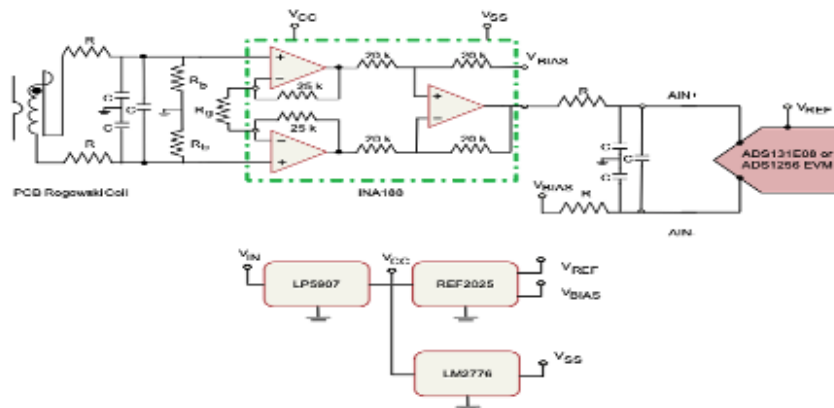 VCC
VSS
R
20 k
20 k
VBIAS
Rb
C
C
C
25 k
Rg
25 k
R
AIN+
VREF
Rb
20 k
20 k
C
C
C
ADS131E08 or
ADS1256 EVM
R
PCB Rogowski Coil
INA188
VBIAS
R
AIN-
VIN
VCC
VREF
LP5907
REF2025
VBIAS
LM2776
VSS